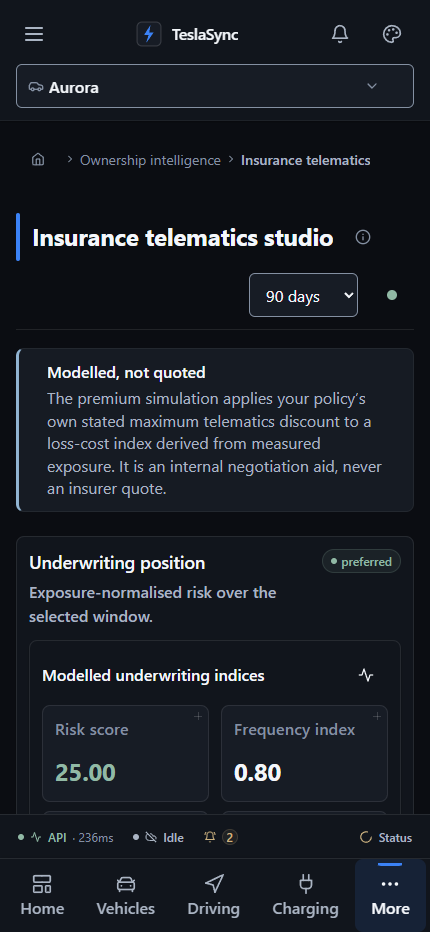 TeslaSync
Aurora
Ownership intelligence
Insurance telematics
Insurance telematics studio
90 days
Modelled, not quoted
The premium simulation applies your policy's
own stated maximum telematics discount to a
loss-cost index derived from measured
exposure. It is an internal negotiation aid, never
an insurer quote.
Underwriting position
preferred
Exposure-normalised risk over the
selected window.
Modelled underwriting indices
Risk score
Frequency index
25.00
0.80
API · 236ms
Idle
2
Status
Home
Vehicles
Driving
Charging
More